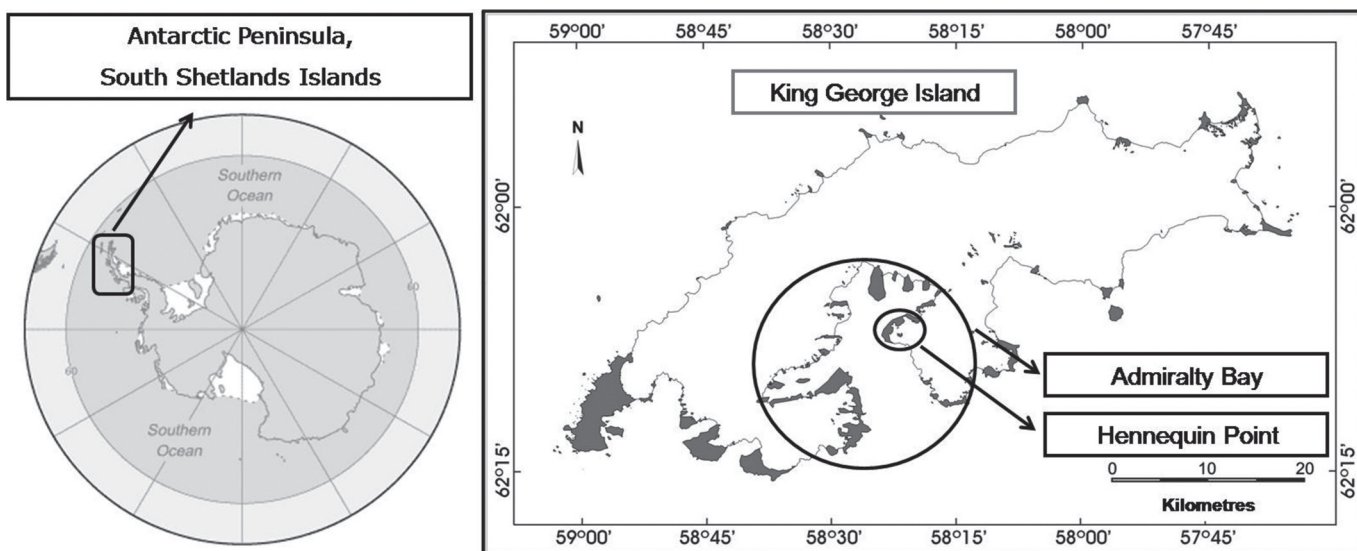 Antarctic Peninsula,
South Shetlands Islands
Southern
Ocean
60
60
Southern
Ocean
59°00' 58°45' 58°30' 58°15' 58°00' 57°45'
King George Island
N
62°00' 62°00'
Admiralty Bay
Hennequin Point
62°15' 62°15'
0 10 20
Kilometres
59°00' 58°45' 58°30' 58°15' 58°00' 57°45'